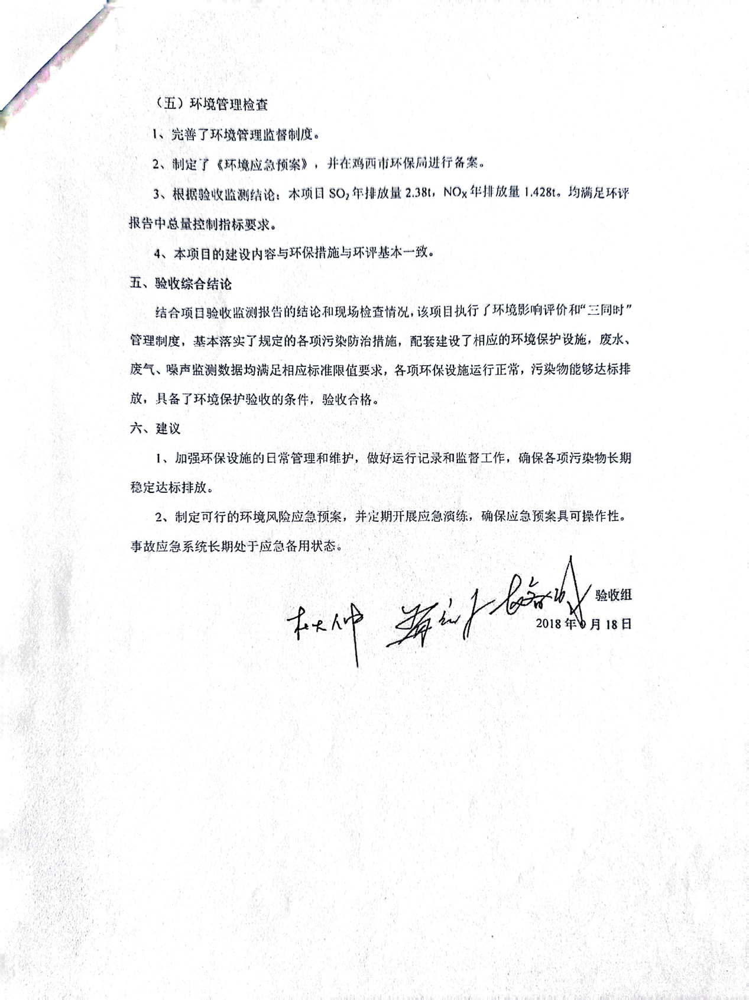 （五）环境管理检查
1、完善了环境管理监督制度。
2、制定了《环境应急预案》，并在鸡西市环保局进行备案。
3、根据验收监测结论：本项目 SO₂ 年排放量 2.38t，NOx 年排放量 1.428t。均满足环评
报告中总量控制指标要求。
4、本项目的建设内容与环保措施与环评基本一致。
五、验收综合结论
结合项目验收监测报告的结论和现场检查情况，该项目执行了环境影响评价和“三同时”
管理制度，基本落实了规定的各项污染防治措施，配套建设了相应的环境保护设施，废水、
废气、噪声监测数据均满足相应标准限值要求，各项环保设施运行正常，污染物能够达标排
放，具备了环境保护验收的条件，验收合格。
六、建议
1、加强环保设施的日常管理和维护，做好运行记录和监督工作，确保各项污染物长期
稳定达标排放。
2、制定可行的环境风险应急预案，并定期开展应急演练，确保应急预案具可操作性。
事故应急系统长期处于应急备用状态。
验收组
2018 年 9 月 18 日